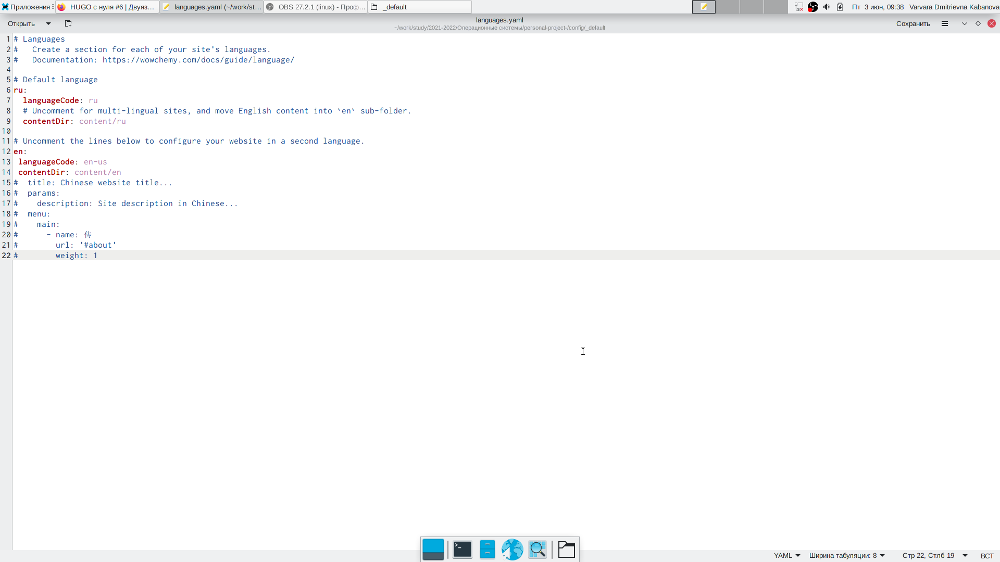 Приложения
HUGO с нуля #6 | Двуяз...
languages.yaml (~/work/st...
OBS 27.2.1 (linux) - Проф...
_default
Пт 3 июн, 09:38
Varvara Dmitrievna Kabanova
Открыть
languages.yaml
~/work/study/2021-2022/Операционные системы/personal-project-/config/_default
Сохранить
1 # Languages
2 #   Create a section for each of your site's languages.
3 #   Documentation: https://wowchemy.com/docs/guide/language/
4
5 # Default language
6 ru:
7   languageCode: ru
8   # Uncomment for multi-lingual sites, and move English content into `en` sub-folder.
9   contentDir: content/ru
10
11 # Uncomment the lines below to configure your website in a second language.
12 en:
13  languageCode: en-us
14  contentDir: content/en
15 #  title: Chinese website title...
16 #  params:
17 #    description: Site description in Chinese...
18 #  menu:
19 #    main:
20 #      - name: 传
21 #        url: '#about'
22 #        weight: 1
YAML
Ширина табуляции: 8
Стр 22, Стлб 19
ВСТ